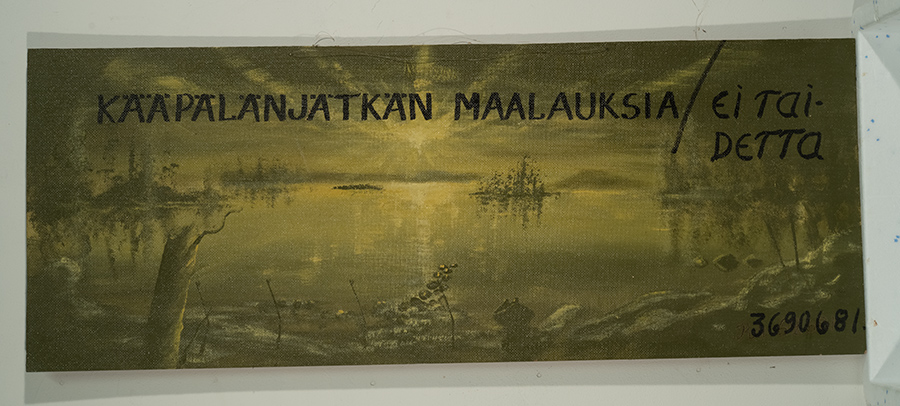 KÄÄPÄLÄNJÄTKÄN MAALAUKSIA / Ei TAi-
DETTA
3690681.